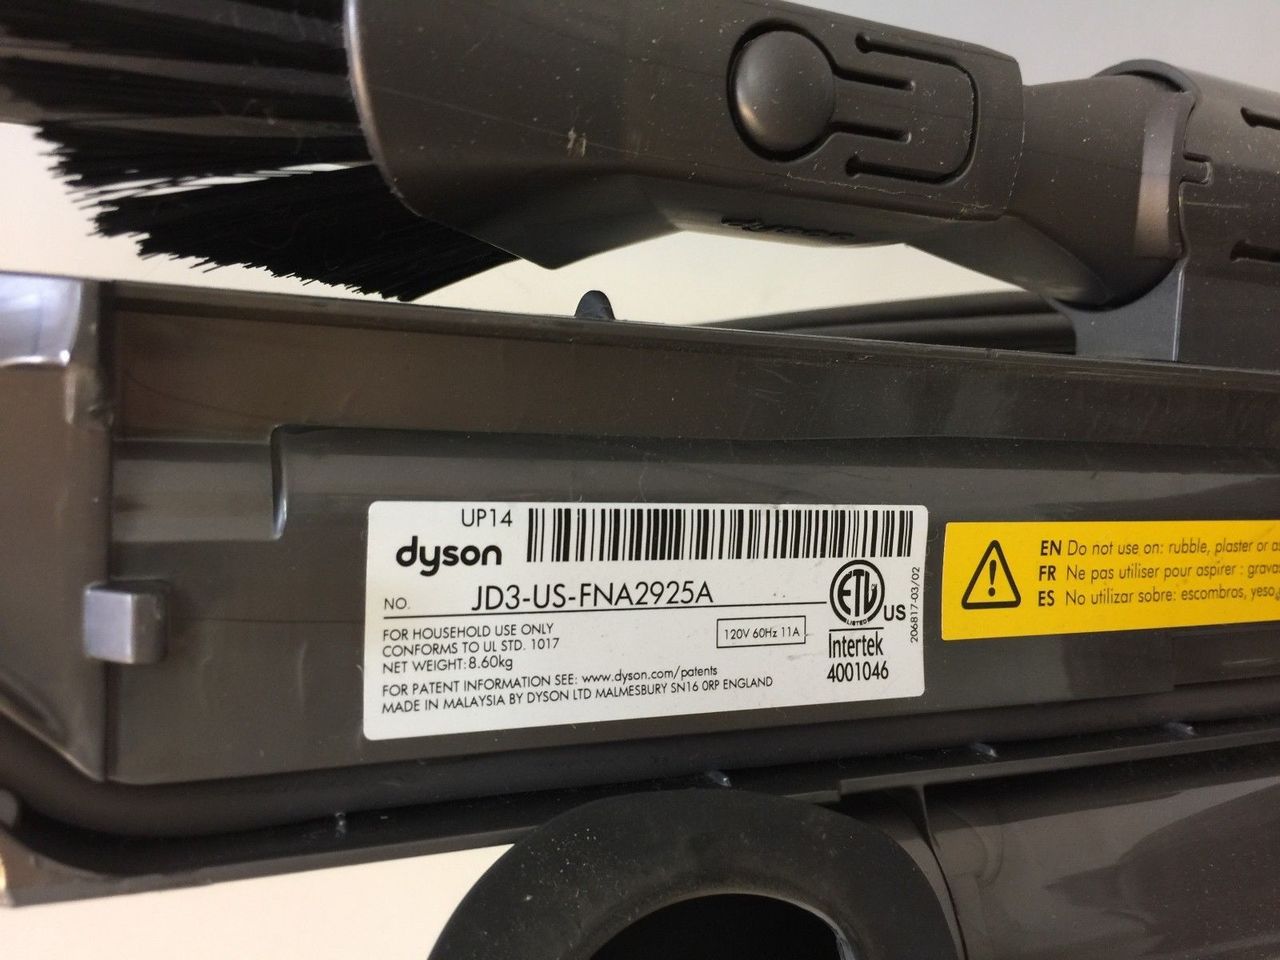 dyson
UP14
dyson
NO. JD3-US-FNA2925A
FOR HOUSEHOLD USE ONLY
CONFORMS TO UL STD. 1017
NET WEIGHT: 8.60kg
120V 60Hz 11A
FOR PATENT INFORMATION SEE: www.dyson.com/patents
MADE IN MALAYSIA BY DYSON LTD MALMESBURY SN16 0RP ENGLAND
ETL
LISTED
US
Intertek
4001046
206817-03/02
EN Do not use on: rubble, plaster or
FR Ne pas utiliser pour aspirer :
ES No utilizar sobre: escombros, yeso,